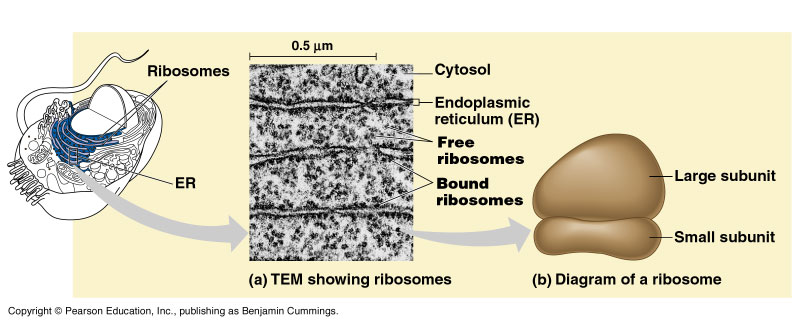 0.5 μm
Ribosomes
Cytosol
Endoplasmic
reticulum (ER)
Free
ribosomes
Bound
ribosomes
ER
Large subunit
Small subunit
(a) TEM showing ribosomes
(b) Diagram of a ribosome
Copyright © Pearson Education, Inc., publishing as Benjamin Cummings.